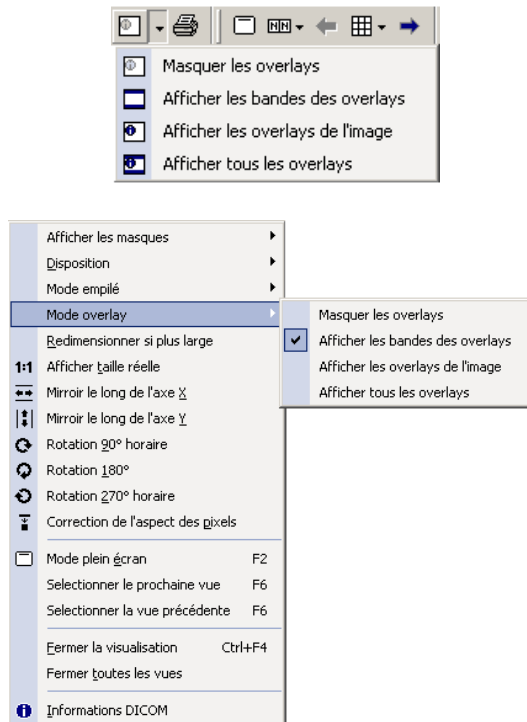 NN
Masquer les overlays
Afficher les bandes des overlays
Afficher les overlays de l'image
Afficher tous les overlays
Afficher les masques
Disposition
Mode empilé
Mode overlay
Redimensionner si plus large
1:1 Afficher taille réelle
Mirroir le long de l'axe X
Mirroir le long de l'axe Y
Rotation 90° horaire
Rotation 180°
Rotation 270° horaire
Correction de l'aspect des pixels
Mode plein écran F2
Selectionner le prochaine vue F6
Selectionner la vue précédente F6
Fermer la visualisation Ctrl+F4
Fermer toutes les vues
Informations DICOM
Masquer les overlays
Afficher les bandes des overlays
Afficher les overlays de l'image
Afficher tous les overlays